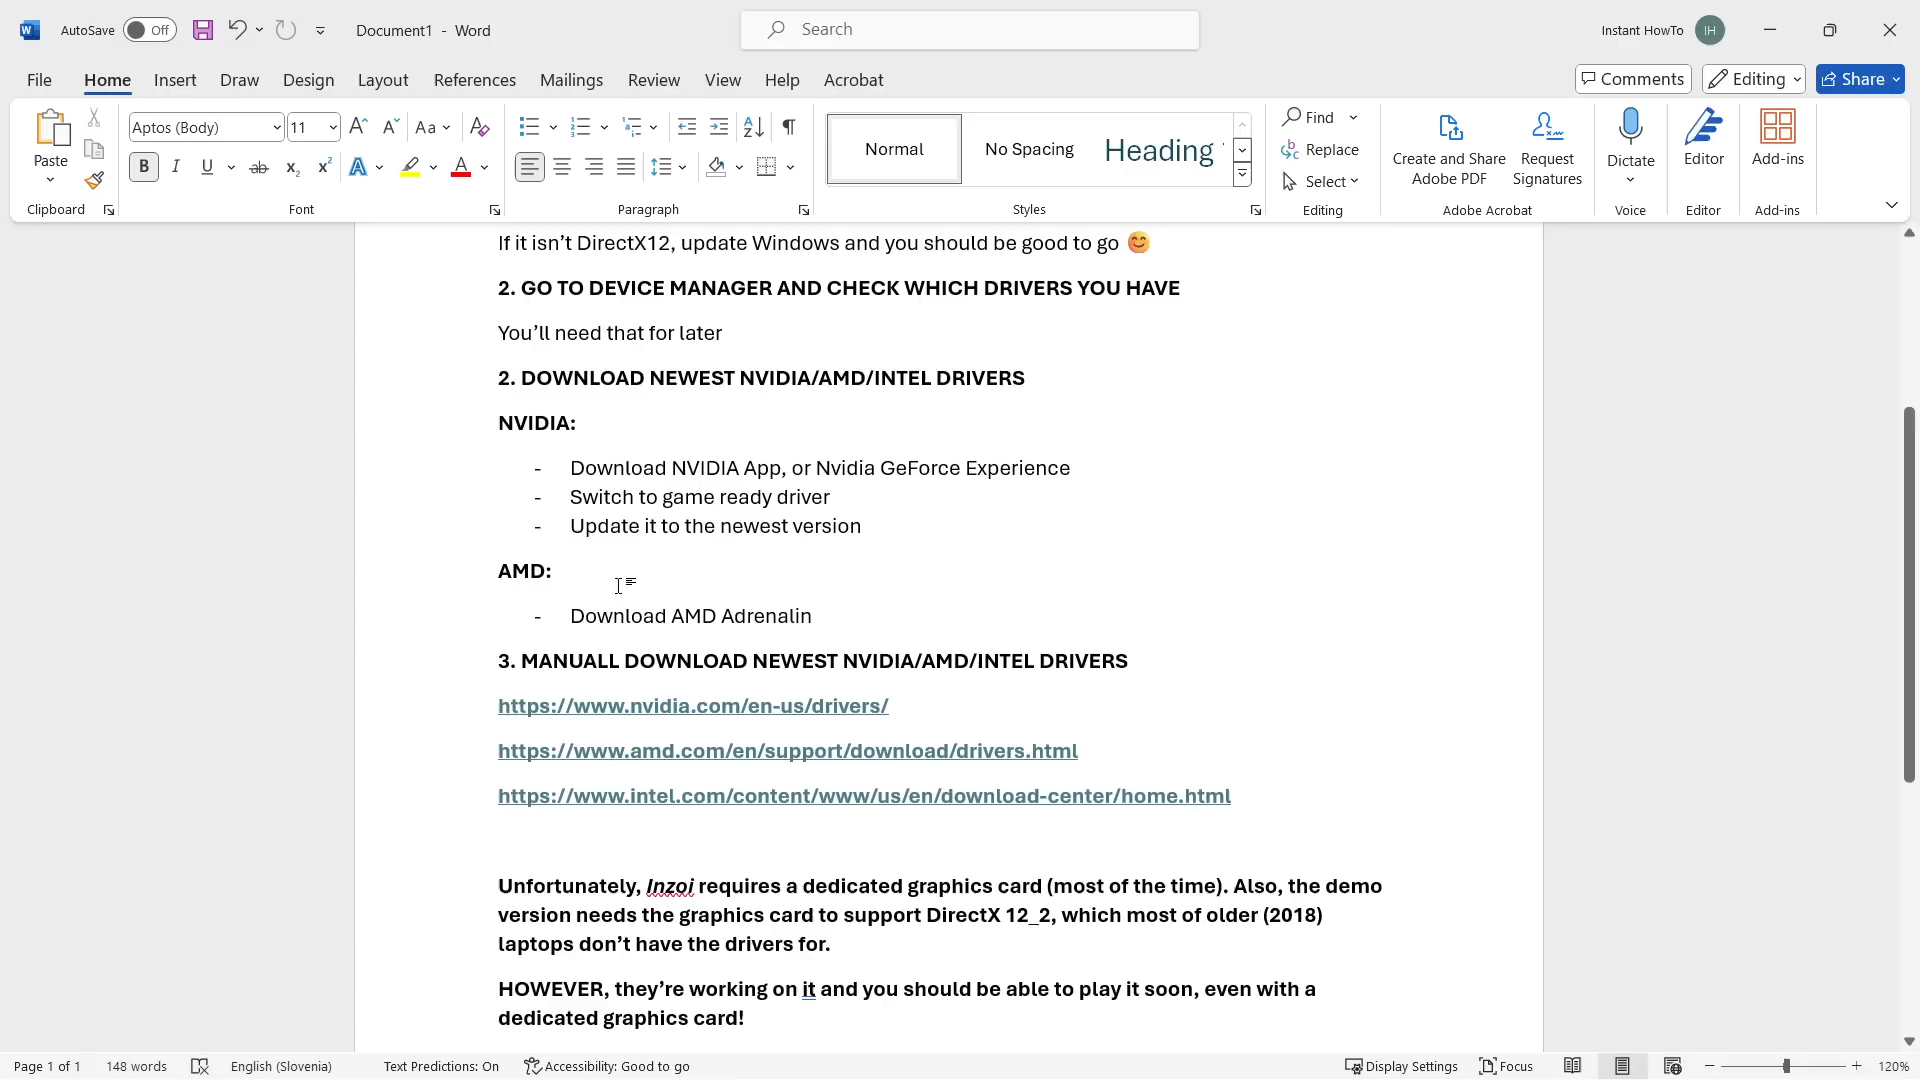 AutoSave Off Document1 - Word Search Instant HowTo IH
File Home Insert Draw Design Layout References Mailings Review View Help Acrobat Comments Editing Share
Paste Clipboard
Aptos (Body) 11 Aa
B I U ab x₂ x² A A Font
Paragraph
Normal No Spacing Heading Styles
Find Replace Select Editing
Create and Share Adobe PDF Request Signatures Adobe Acrobat
Dictate Voice
Editor Editor
Add-ins Add-ins
If it isn’t DirectX12, update Windows and you should be good to go 😊
2. GO TO DEVICE MANAGER AND CHECK WHICH DRIVERS YOU HAVE
You’ll need that for later
2. DOWNLOAD NEWEST NVIDIA/AMD/INTEL DRIVERS
NVIDIA:
- Download NVIDIA App, or Nvidia GeForce Experience
- Switch to game ready driver
- Update it to the newest version
AMD:
- Download AMD Adrenalin
3. MANUALL DOWNLOAD NEWEST NVIDIA/AMD/INTEL DRIVERS
https://www.nvidia.com/en-us/drivers/
https://www.amd.com/en/support/download/drivers.html
https://www.intel.com/content/www/us/en/download-center/home.html
Unfortunately, Inzoi requires a dedicated graphics card (most of the time). Also, the demo
version needs the graphics card to support DirectX 12_2, which most of older (2018)
laptops don’t have the drivers for.
HOWEVER, they’re working on it and you should be able to play it soon, even with a
dedicated graphics card!
Page 1 of 1 148 words English (Slovenia) Text Predictions: On Accessibility: Good to go Display Settings Focus 120%